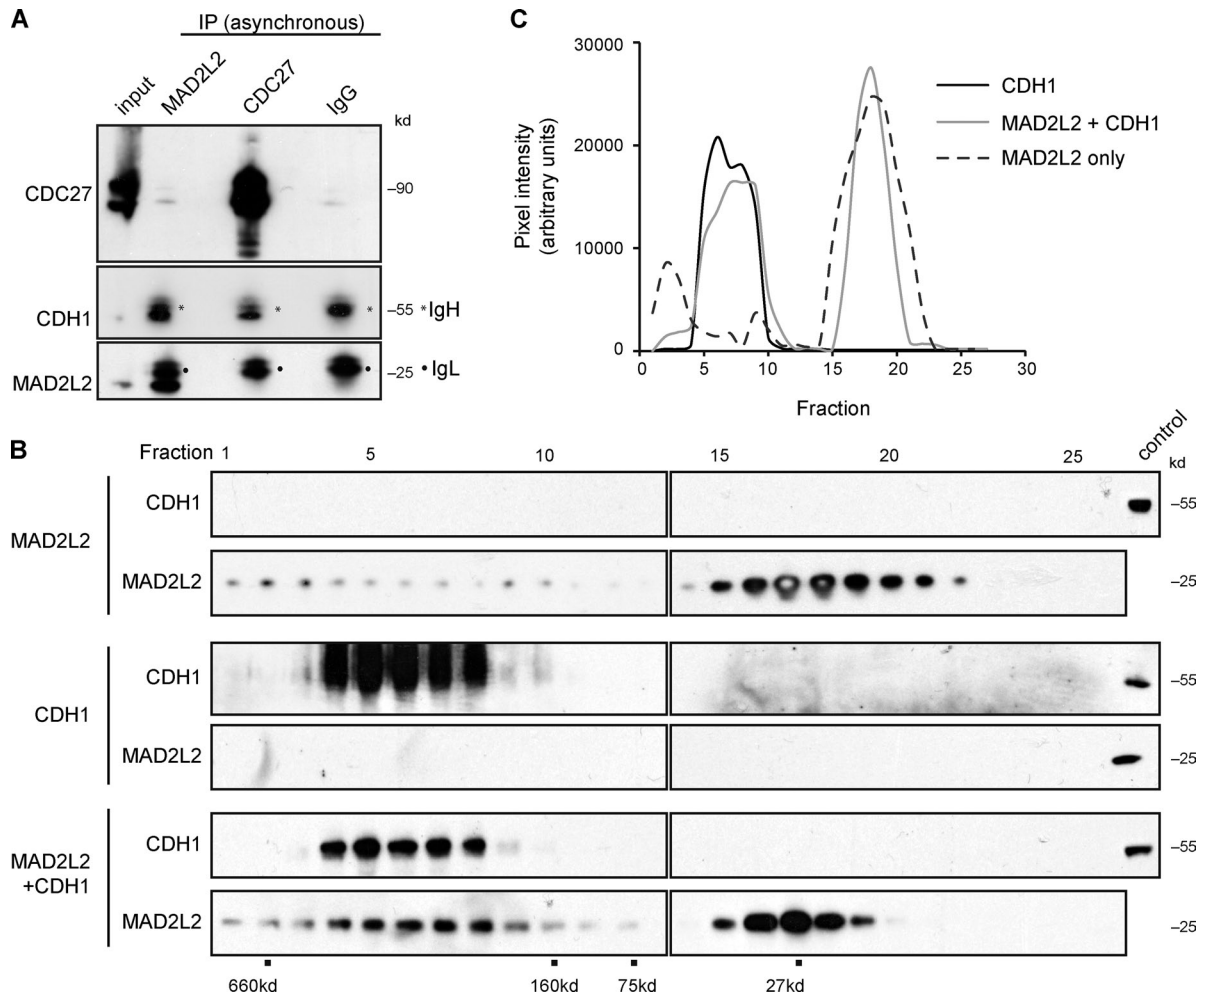 A
IP (asynchronous)
input MAD2L2 CDC27 IgG
kd
CDC27
–90
CDH1
–55 *IgH
* * *
MAD2L2
–25 •IgL
• • •
C
30000
20000
10000
0
Pixel intensity
(arbitrary units)
CDH1
MAD2L2 + CDH1
MAD2L2 only
0 5 10 15 20 25 30
Fraction
B
Fraction 1 5 10 15 20 25 control
kd
MAD2L2
CDH1 –55
MAD2L2 –25
CDH1
CDH1 –55
MAD2L2 –25
MAD2L2
+CDH1
CDH1 –55
MAD2L2 –25
660kd 160kd 75kd 27kd